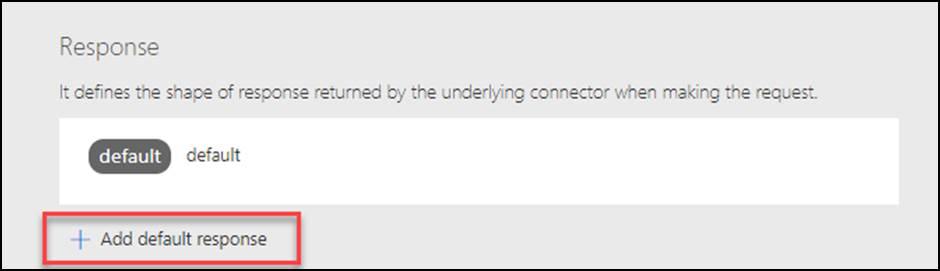 Response
It defines the shape of response returned by the underlying connector when making the request.
default default
Add default response